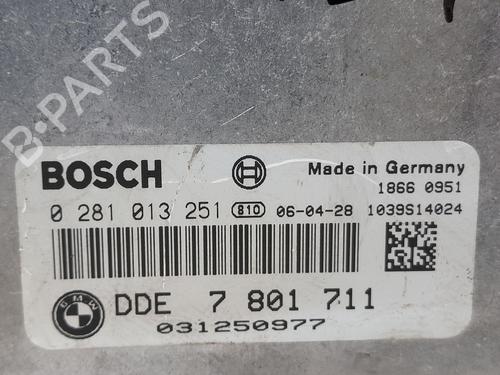 B-PARTS
BOSCH
Made in Germany
1866 0951
0 281 013 251 810 06-04-28 1039S14024
BMW
DDE 7 801 711
031250977